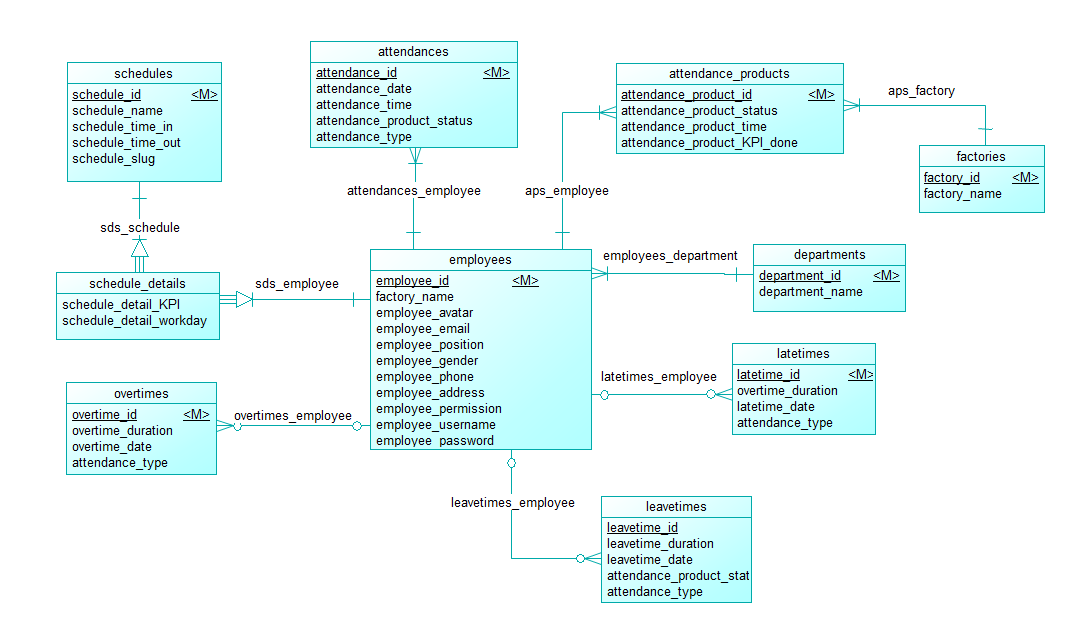 attendances
attendance_id <M>
attendance_date
attendance_time
attendance_product_status
attendance_type
schedules
schedule_id <M>
schedule_name
schedule_time_in
schedule_time_out
schedule_slug
attendance_products
attendance_product_id <M>
attendance_product_status
attendance_product_time
attendance_product_KPI_done
aps_factory
factories
factory_id <M>
factory_name
attendances_employee
aps_employee
sds_schedule
employees
employee_id <M>
factory_name
employee_avatar
employee_email
employee_position
employee_gender
employee_phone
employee_address
employee_permission
employee_username
employee_password
employees_department
departments
department_id <M>
department_name
schedule_details
schedule_detail_KPI
schedule_detail_workday
sds_employee
latetimes
latetime_id <M>
overtime_duration
latetime_date
attendance_type
latetimes_employee
overtimes
overtime_id <M>
overtime_duration
overtime_date
attendance_type
overtimes_employee
leavetimes_employee
leavetimes
leavetime_id
leavetime_duration
leavetime_date
attendance_product_stat
attendance_type